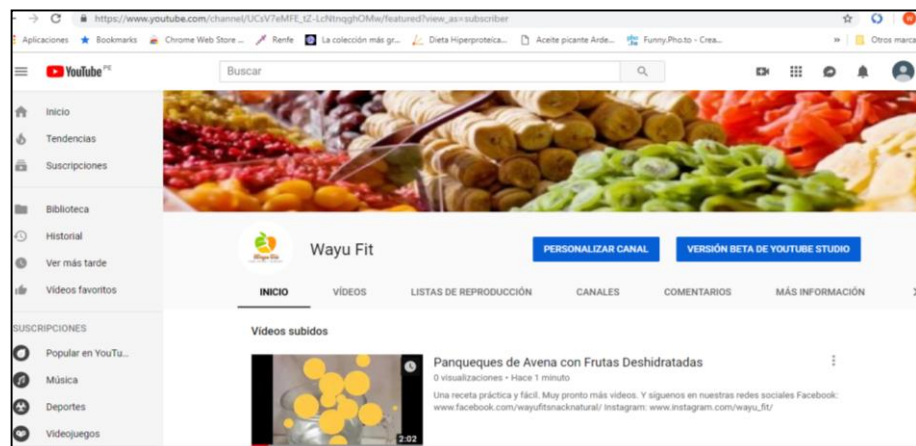 https://www.youtube.com/channel/UCsV7eMFE_tZ-LcNtnqghOMw/featured?view_as=subscriber
Aplicaciones Bookmarks Chrome Web Store ... Renfe La colección más gr... Dieta Hiperproteíca... Aceite picante Arde... Funny.Pho.to - Crea... » Otros marca
YouTube PE
Buscar
Inicio
Tendencias
Suscripciones
Biblioteca
Historial
Ver más tarde
Vídeos favoritos
SUSCRIPCIONES
Popular en YouTu...
Música
Deportes
Videojuegos
Wayu Fit
Wayu Fit
PERSONALIZAR CANAL
VERSIÓN BETA DE YOUTUBE STUDIO
INICIO VÍDEOS LISTAS DE REPRODUCCIÓN CANALES COMENTARIOS MÁS INFORMACIÓN
Vídeos subidos
2:02
Panqueques de Avena con Frutas Deshidratadas
0 visualizaciones • Hace 1 minuto
Una receta práctica y fácil. Muy pronto más videos. Y síguenos en nuestras redes sociales Facebook:
www.facebook.com/wayufitsnacknatural/ Instagram: www.instagram.com/wayu_fit/